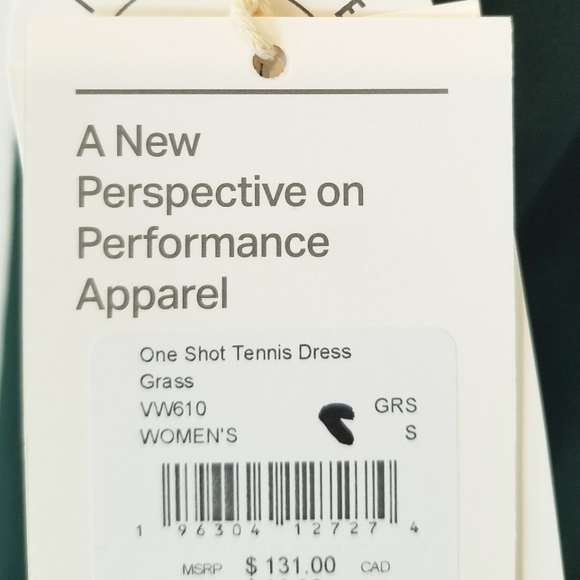 E
A New
Perspective on
Performance
Apparel
One Shot Tennis Dress
Grass
VW610 GRS
WOMEN'S S
1 96304 12727 4
MSRP $ 131.00 CAD